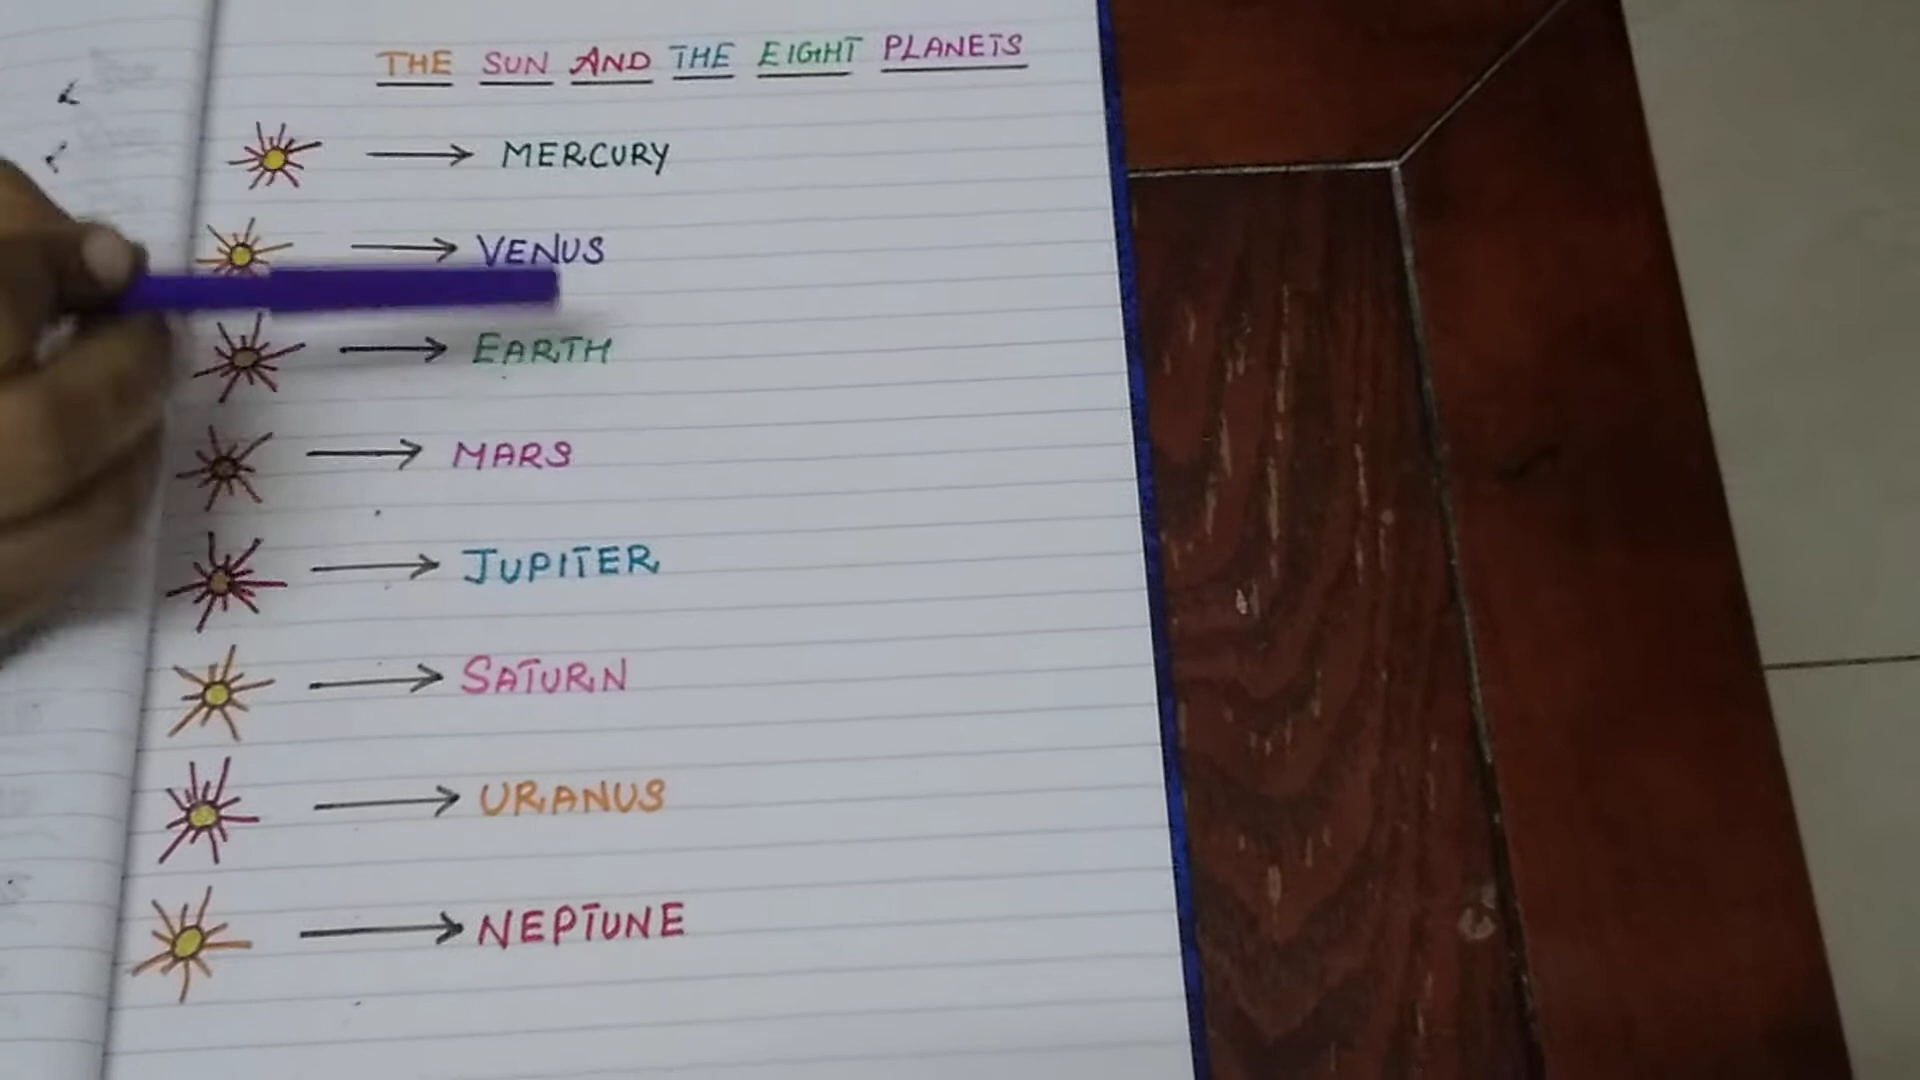 THE SUN AND THE EIGHT PLANETS
MERCURY
VENUS
EARTH
MARS
JUPITER
SATURN
URANUS
NEPTUNE